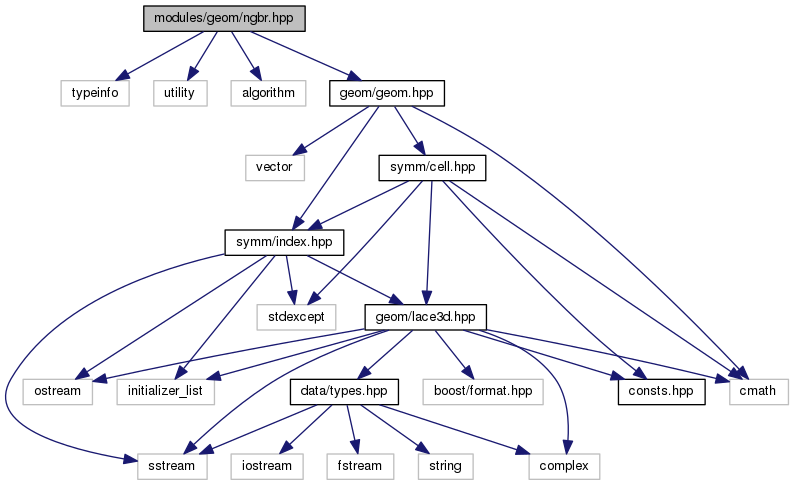 modules/geom/ngbr.hpp
typeinfo
utility
algorithm
geom/geom.hpp
vector
symm/cell.hpp
symm/index.hpp
stdexcept
geom/lace3d.hpp
ostream
initializer_list
data/types.hpp
boost/format.hpp
consts.hpp
cmath
sstream
iostream
fstream
string
complex